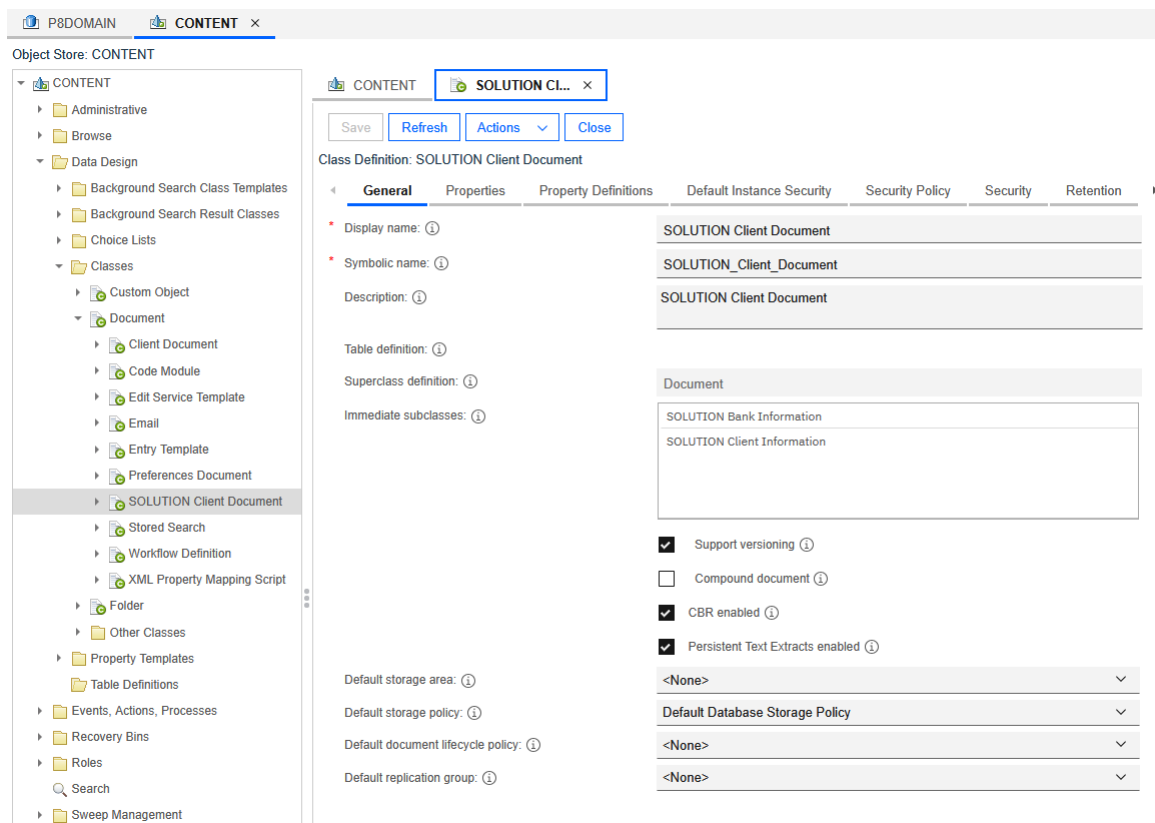 P8DOMAIN
CONTENT ×
Object Store: CONTENT
CONTENT
Administrative
Browse
Data Design
Background Search Class Templates
Background Search Result Classes
Choice Lists
Classes
Custom Object
Document
Client Document
Code Module
Edit Service Template
Email
Entry Template
Preferences Document
SOLUTION Client Document
Stored Search
Workflow Definition
XML Property Mapping Script
Folder
Other Classes
Property Templates
Table Definitions
Events, Actions, Processes
Recovery Bins
Roles
Search
Sweep Management
CONTENT
SOLUTION Cl... ×
Save Refresh Actions Close
Class Definition: SOLUTION Client Document
General Properties Property Definitions Default Instance Security Security Policy Security Retention
* Display name: SOLUTION Client Document
* Symbolic name: SOLUTION_Client_Document
Description: SOLUTION Client Document
Table definition:
Superclass definition: Document
Immediate subclasses: SOLUTION Bank Information
SOLUTION Client Information
Support versioning
Compound document
CBR enabled
Persistent Text Extracts enabled
Default storage area: <None>
Default storage policy: Default Database Storage Policy
Default document lifecycle policy: <None>
Default replication group: <None>